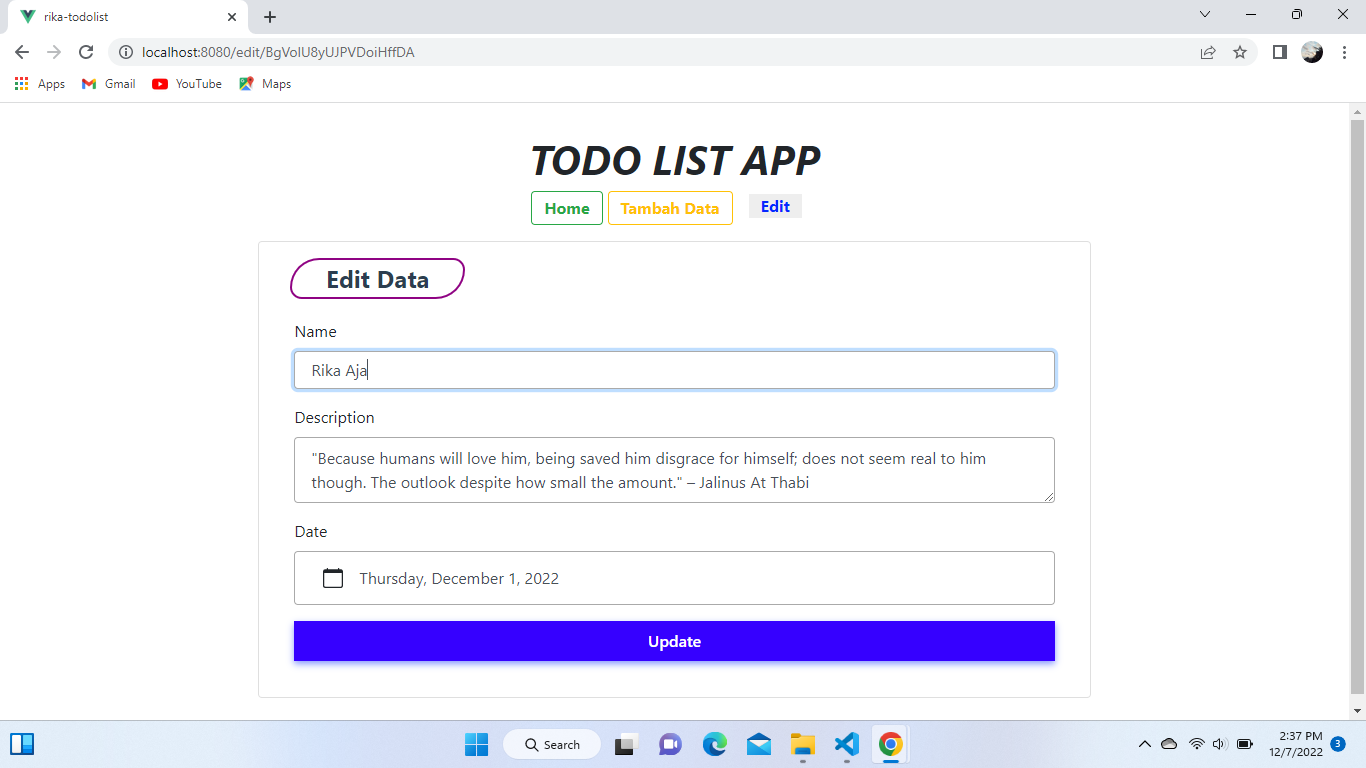 rika-todolist
localhost:8080/edit/BgVolU8yUJPVDoiHffDA
Apps Gmail YouTube Maps
TODO LIST APP
Home Tambah Data Edit
Edit Data
Name
Rika Aja
Description
"Because humans will love him, being saved him disgrace for himself; does not seem real to him
though. The outlook despite how small the amount." – Jalinus At Thabi
Date
Thursday, December 1, 2022
Update
Search
2:37 PM
12/7/2022
3